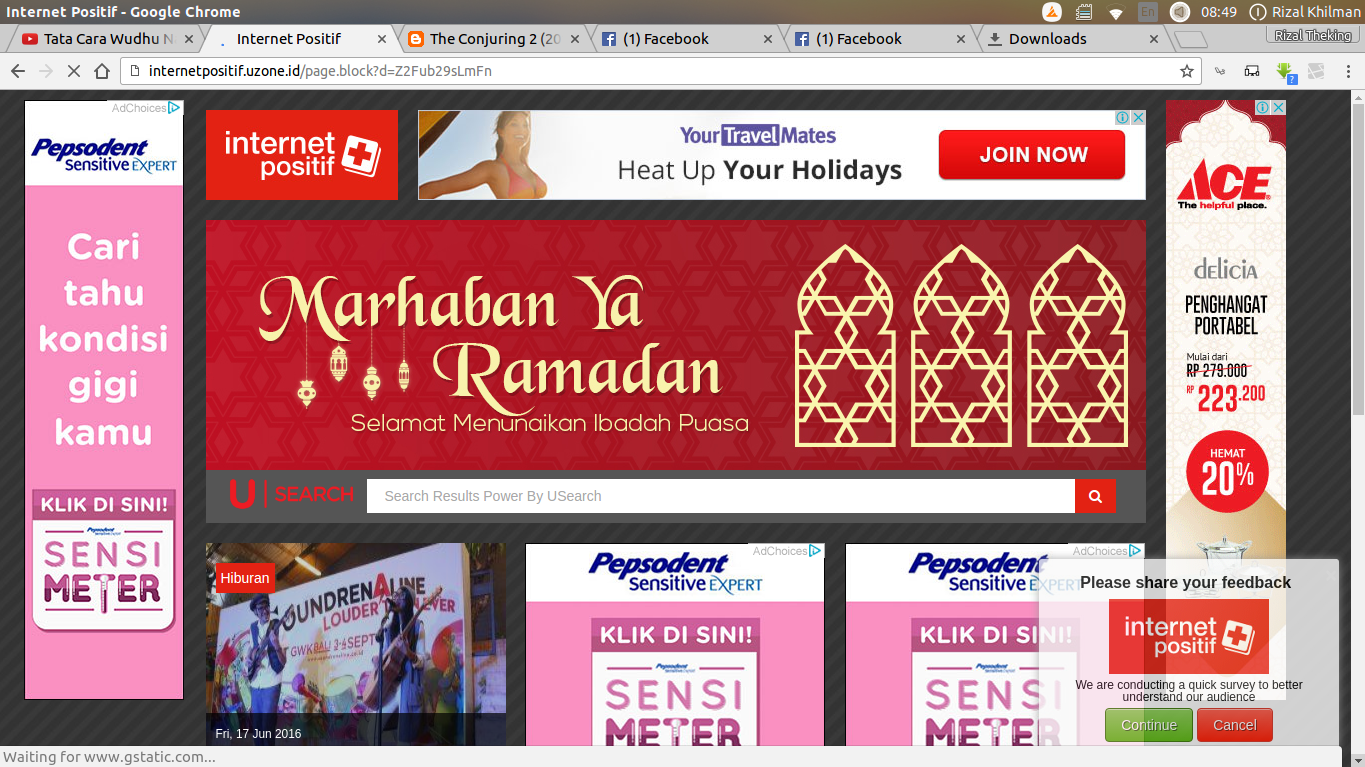 Internet Positif - Google Chrome
En
08:49
Rizal Khilman
Tata Cara Wudhu N
Internet Positif
The Conjuring 2 (20
(1) Facebook
(1) Facebook
Downloads
Rizal Theking
internetpositif.uzone.id/page.block?d=Z2Fub29sLmFn
?
AdChoices
Pepsodent
Sensitive EXPERT
Cari
tahu
kondisi
gigi
kamu
KLIK DI SINI!
Pepsodent
SENSI
METER
internet
positif
YourTravelMates
Heat Up Your Holidays
JOIN NOW
Marhaban Ya
Ramadan
Selamat Menunaikan Ibadah Puasa
U | SEARCH
Search Results Power By USearch
Hiburan
SOUNDRENALINE
LOUDER THAN EVER
GWK BALI 3-4 SEPT
Fri, 17 Jun 2016
AdChoices
Pepsodent
Sensitive EXPERT
KLIK DI SINI!
Pepsodent
SENSI
AdChoices
Pepsodent
Sensitive EXPERT
KLIK DI SINI!
SENSI
ACE
The helpful place.
delicia
PENGHANGAT
PORTABEL
Mulai dari
RP 279.000
RP 223.200
HEMAT
20%
Please share your feedback
internet
positif
We are conducting a quick survey to better
understand our audience
Continue
Cancel
Waiting for www.gstatic.com...